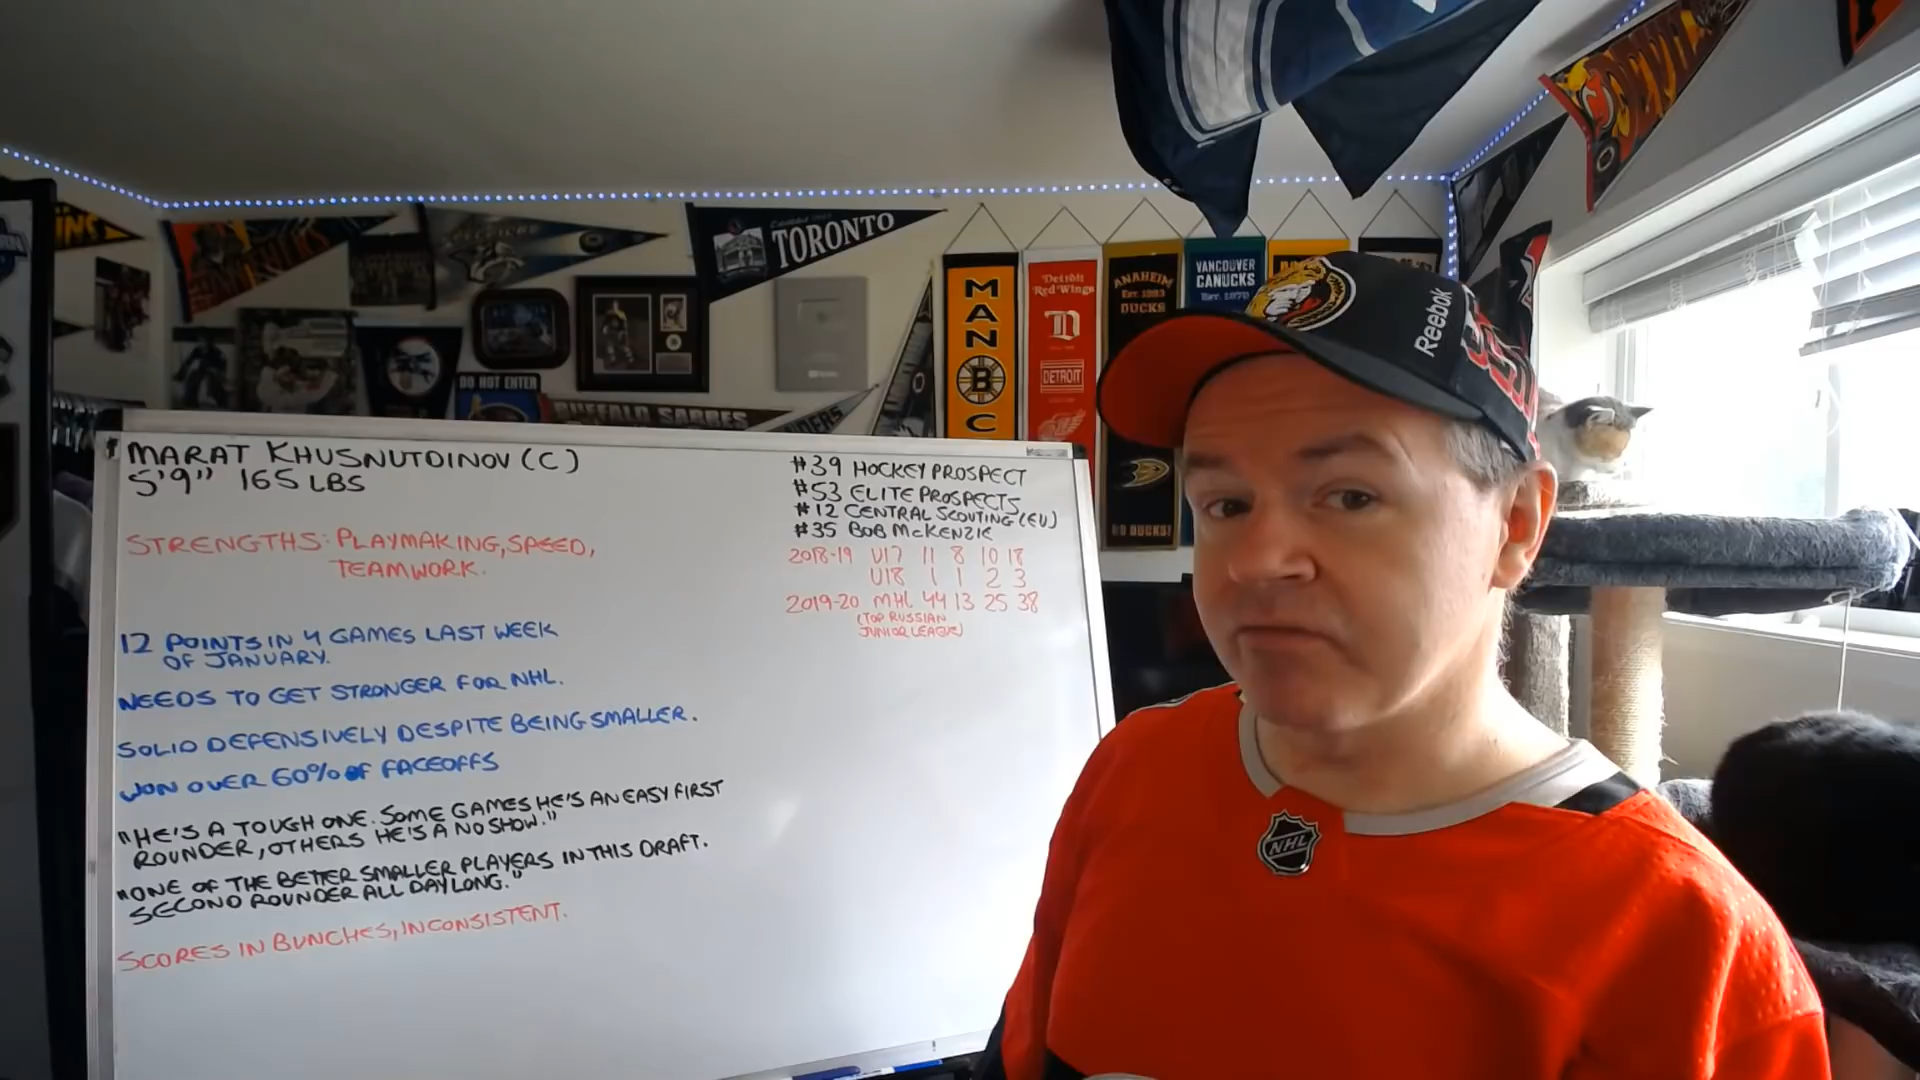 TORONTO
MAN
B
C
Detroit
Red Wings
D
DETROIT
ANAHEIM
EST. 1993
DUCKS
GO DUCKS!
VANCOUVER
CANUCKS
Est. 1970
DO NOT ENTER
BUFFALO SABRES
Reebok
NHL
MARAT KHUSNUTDINOV (C)
5'9" 165 LBS
STRENGTHS: PLAYMAKING, SPEED,
TEAMWORK.
12 POINTS IN 4 GAMES LAST WEEK
OF JANUARY.
NEEDS TO GET STRONGER FOR NHL.
SOLID DEFENSIVELY DESPITE BEING SMALLER.
WON OVER 60% OF FACEOFFS
"HE'S A TOUGH ONE. SOME GAMES HE'S AN EASY FIRST
ROUNDER, OTHERS HE'S A NO SHOW."
"ONE OF THE BETTER SMALLER PLAYERS IN THIS DRAFT.
SECOND ROUNDER ALL DAY LONG."
SCORES IN BUNCHES, INCONSISTENT.
#39 HOCKEY PROSPECT
#53 ELITE PROSPECTS
#12 CENTRAL SCOUTING (EU)
#35 BOB MCKENZIE
2018-19 U17 11 8 10 18
U18 1 1 2 3
2019-20 MHL 44 13 25 38
(TOP RUSSIAN
JUNIOR LEAGUE)